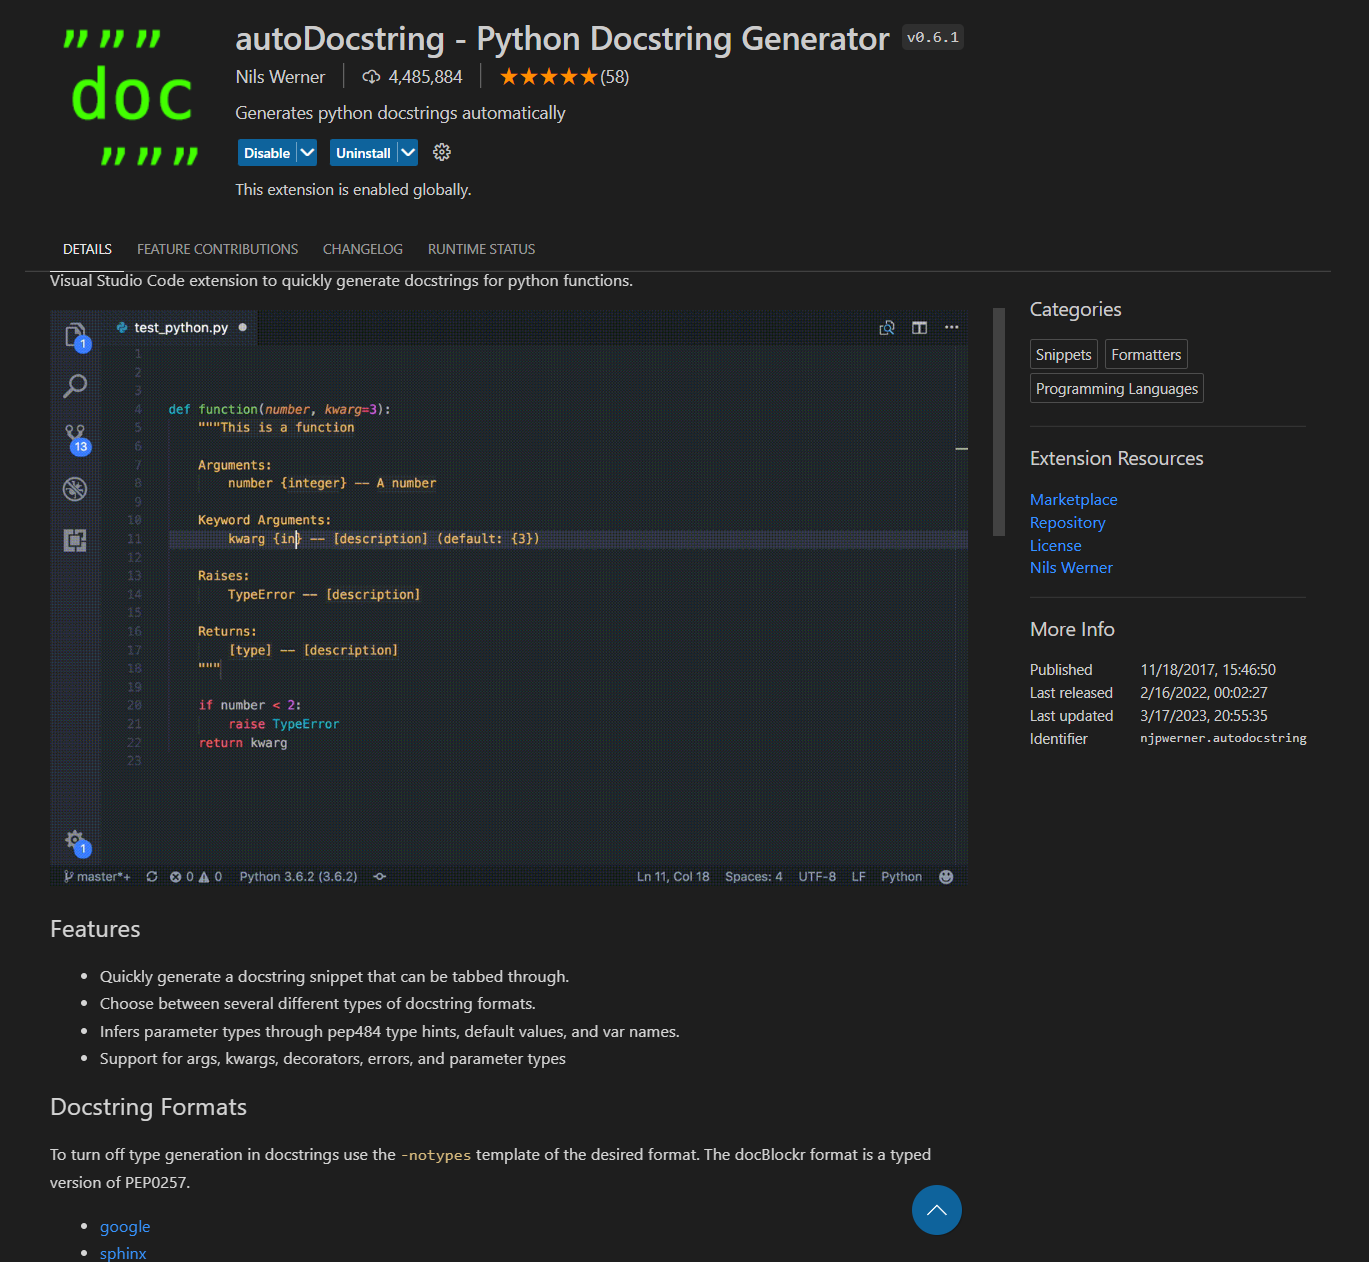 ””” doc ”””
autoDocstring - Python Docstring Generator v0.6.1
Nils Werner 4,485,884 ★★★★★(58)
Generates python docstrings automatically
Disable Uninstall
This extension is enabled globally.
DETAILS FEATURE CONTRIBUTIONS CHANGELOG RUNTIME STATUS
Visual Studio Code extension to quickly generate docstrings for python functions.
1
13
1
test_python.py ●
1
2
3
4 def function(number, kwarg=3):
5 """This is a function
6
7 Arguments:
8 number {integer} -- A number
9
10 Keyword Arguments:
11 kwarg {in} -- [description] (default: {3})
12
13 Raises:
14 TypeError -- [description]
15
16 Returns:
17 [type] -- [description]
18 """
19
20 if number < 2:
21 raise TypeError
22 return kwarg
23
master*+ 0 0 Python 3.6.2 (3.6.2) Ln 11, Col 18 Spaces: 4 UTF-8 LF Python
Features
• Quickly generate a docstring snippet that can be tabbed through.
• Choose between several different types of docstring formats.
• Infers parameter types through pep484 type hints, default values, and var names.
• Support for args, kwargs, decorators, errors, and parameter types
Docstring Formats
To turn off type generation in docstrings use the -notypes template of the desired format. The docBlockr format is a typed
version of PEP0257.
• google
• sphinx
Categories
Snippets Formatters
Programming Languages
Extension Resources
Marketplace
Repository
License
Nils Werner
More Info
Published 11/18/2017, 15:46:50
Last released 2/16/2022, 00:02:27
Last updated 3/17/2023, 20:55:35
Identifier njpwerner.autodocstring